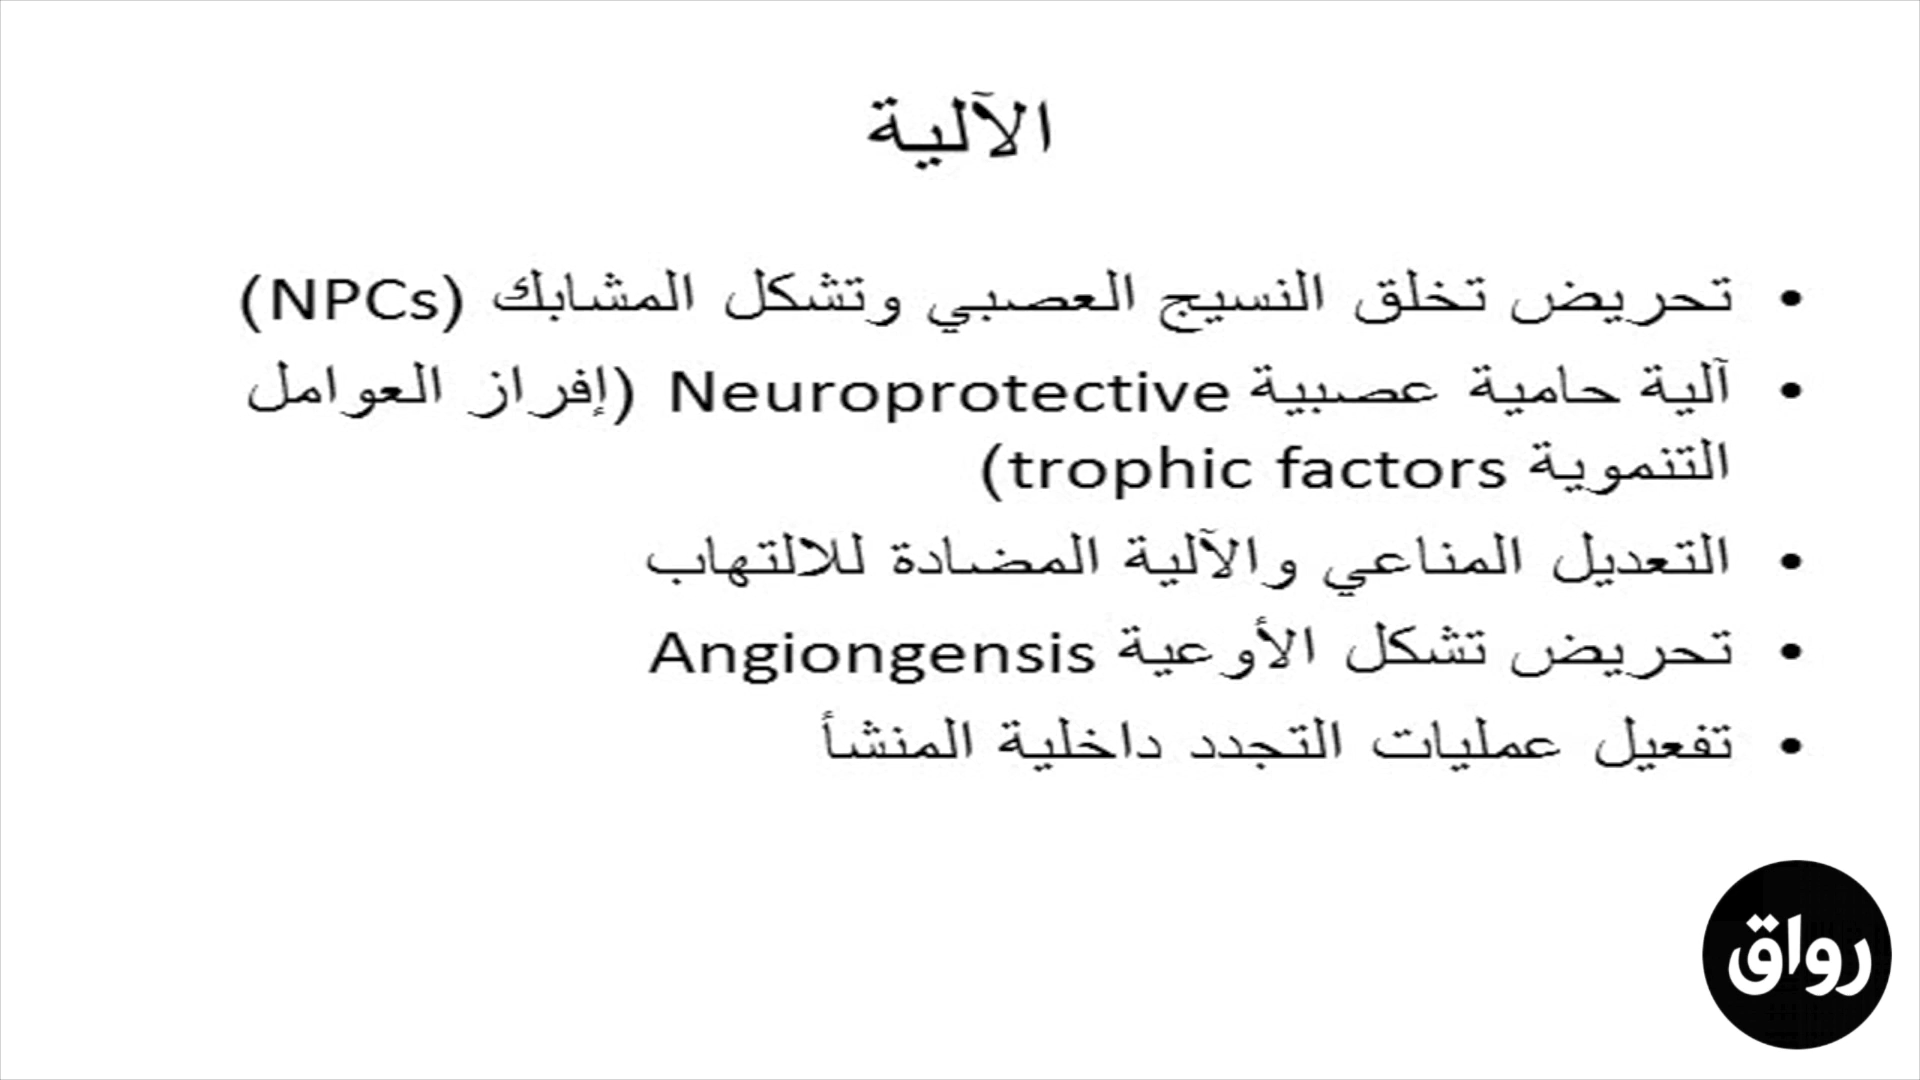 الآلية
• تحريض تخلق النسيج العصبي وتشكل المشابك (NPCs)
• آلية حامية عصبية Neuroprotective (إفراز العوامل
التنموية trophic factors)
• التعديل المناعي والآلية المضادة للالتهاب
• تحريض تشكل الأوعية Angiongensis
• تفعيل عمليات التجدد داخلية المنشأ
رواق